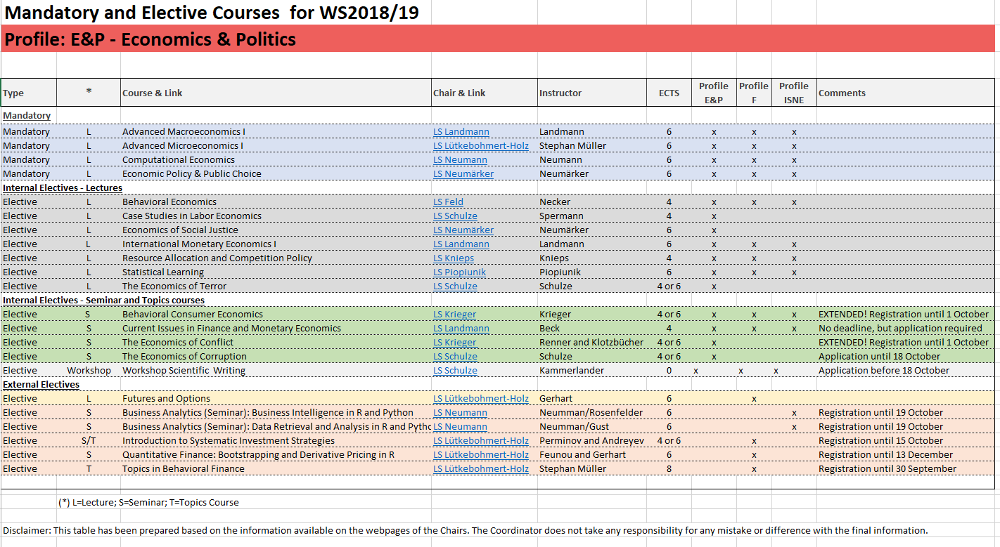 Mandatory and Elective Courses for WS2018/19
Profile: E&P - Economics & Politics
Type * Course & Link Chair & Link Instructor ECTS Profile E&P Profile F Profile ISNE Comments
Mandatory
Mandatory L Advanced Macroeconomics I LS Landmann Landmann 6 x x x
Mandatory L Advanced Microeconomics I LS Lütkebohmert-Holz Stephan Müller 6 x x x
Mandatory L Computational Economics LS Neumann Neumann 6 x x x
Mandatory L Economic Policy & Public Choice LS Neumärker Neumärker 6 x x x
Internal Electives - Lectures
Elective L Behavioral Economics LS Feld Necker 4 x x x
Elective L Case Studies in Labor Economics LS Schulze Spermann 4 x
Elective L Economics of Social Justice LS Neumärker Neumärker 6 x
Elective L International Monetary Economics I LS Landmann Landmann 6 x x x
Elective L Resource Allocation and Competition Policy LS Knieps Knieps 4 x x x
Elective L Statistical Learning LS Piopiunik Piopiunik 6 x x x
Elective L The Economics of Terror LS Schulze Schulze 4 or 6 x
Internal Electives - Seminar and Topics courses
Elective S Behavioral Consumer Economics LS Krieger Krieger 4 or 6 x x x EXTENDED! Registration until 1 October
Elective S Current Issues in Finance and Monetary Economics LS Landmann Beck 4 x x x No deadline, but application required
Elective S The Economics of Conflict LS Krieger Renner and Klotzbücher 4 or 6 x EXTENDED! Registration until 1 October
Elective S The Economics of Corruption LS Schulze Schulze 4 or 6 x Application until 18 October
Elective Workshop Workshop Scientific Writing LS Schulze Kammerlander 0 x x x Application before 18 October
External Electives
Elective L Futures and Options LS Lütkebohmert-Holz Gerhart 6 x
Elective S Business Analytics (Seminar): Business Intelligence in R and Python LS Neumann Neumman/Rosenfelder 6 x Registration until 19 October
Elective S Business Analytics (Seminar): Data Retrieval and Analysis in R and Pythc LS Neumann Neumman/Gust 6 x Registration until 19 October
Elective S/T Introduction to Systematic Investment Strategies LS Lütkebohmert-Holz Perminov and Andreyev 4 or 6 x Registration until 15 October
Elective S Quantitative Finance: Bootstrapping and Derivative Pricing in R LS Lütkebohmert-Holz Feunou and Gerhart 6 x Registration until 13 December
Elective T Topics in Behavioral Finance LS Lütkebohmert-Holz Stephan Müller 8 x Registration until 30 September
(*) L=Lecture; S=Seminar; T=Topics Course
Disclaimer: This table has been prepared based on the information available on the webpages of the Chairs. The Coordinator does not take any responsibility for any mistake or difference with the final information.